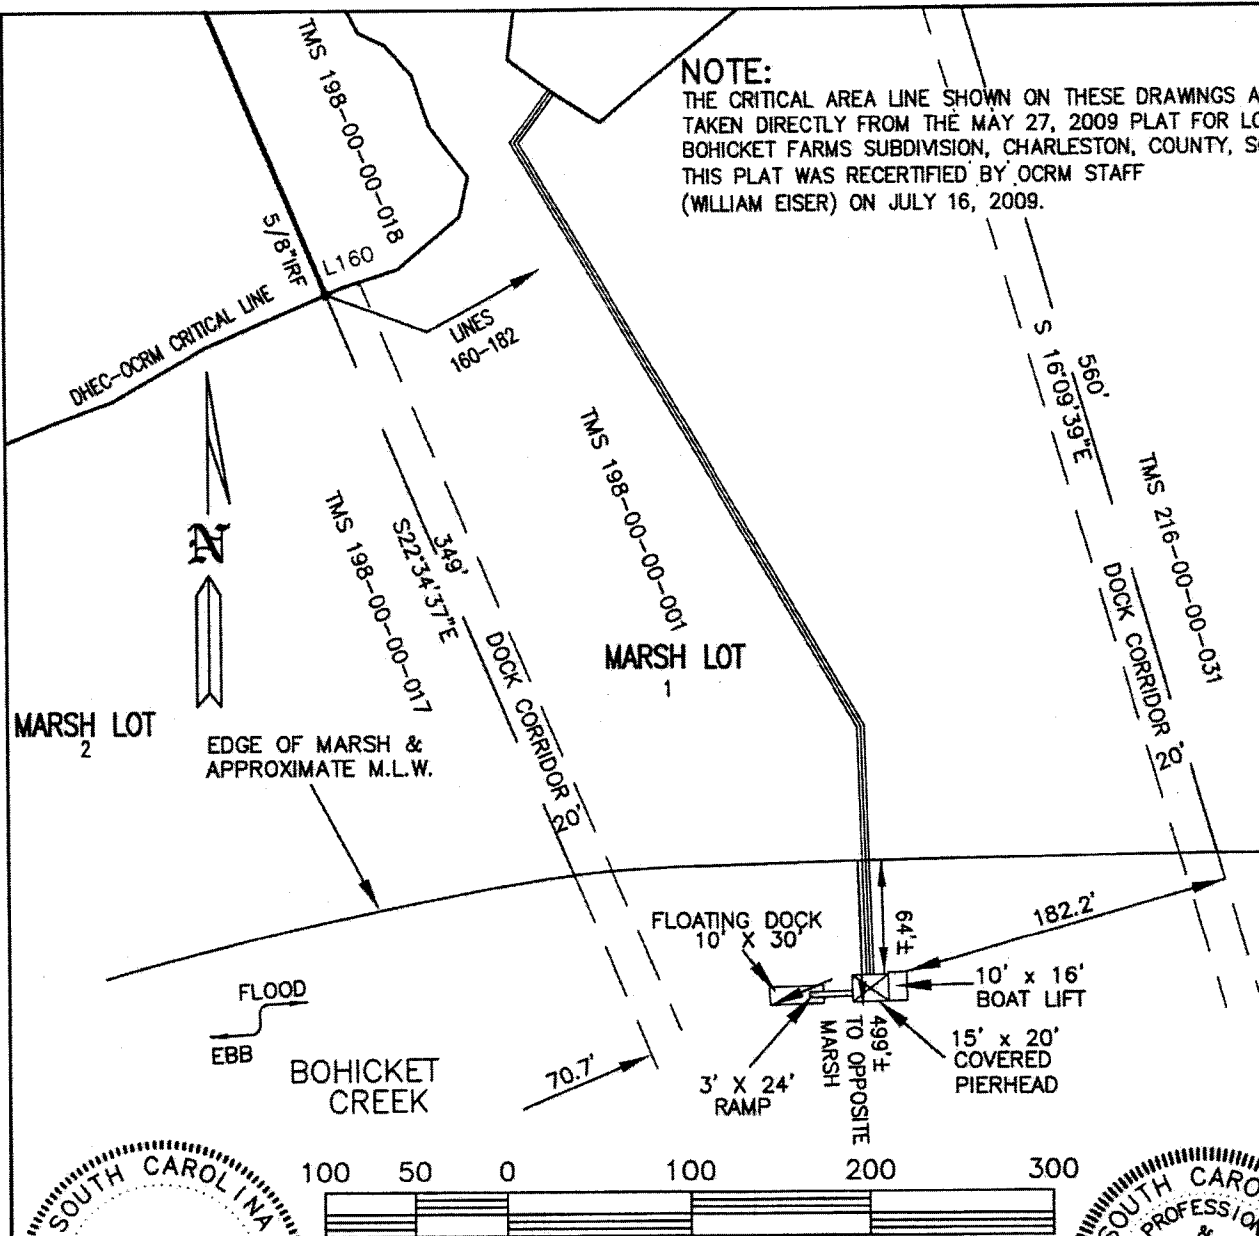 NOTE:
THE CRITICAL AREA LINE SHOWN ON THESE DRAWINGS
TAKEN DIRECTLY FROM THE MAY 27, 2009 PLAT FOR
BOHICKET FARMS SUBDIVISION, CHARLESTON, COUNTY,
THIS PLAT WAS RECERTIFIED BY OCRM STAFF
(WILLIAM EISER) ON JULY 16, 2009.
TMS 198-00-00-018
5/8"IRF
L160
DHEC-OCRM CRITICAL LINE
LINES
160-182
S 16°09'39"E
560'
TMS 216-00-00-031
DOCK CORRIDOR
20'
TMS 198-00-00-001
N
TMS 198-00-00-017
349'
S22°34'37"E
DOCK CORRIDOR
20'
MARSH LOT
1
MARSH LOT
2
EDGE OF MARSH &
APPROXIMATE M.L.W.
FLOATING DOCK
10' X 30'
64'±
182.2'
10' x 16'
BOAT LIFT
15' x 20'
COVERED
PIERHEAD
499'±
TO OPPOSITE
MARSH
3' X 24'
RAMP
FLOOD
EBB
BOHICKET
CREEK
70.7'
100 50 0 100 200 300
SOUTH CAROLINA
SOUTH
&